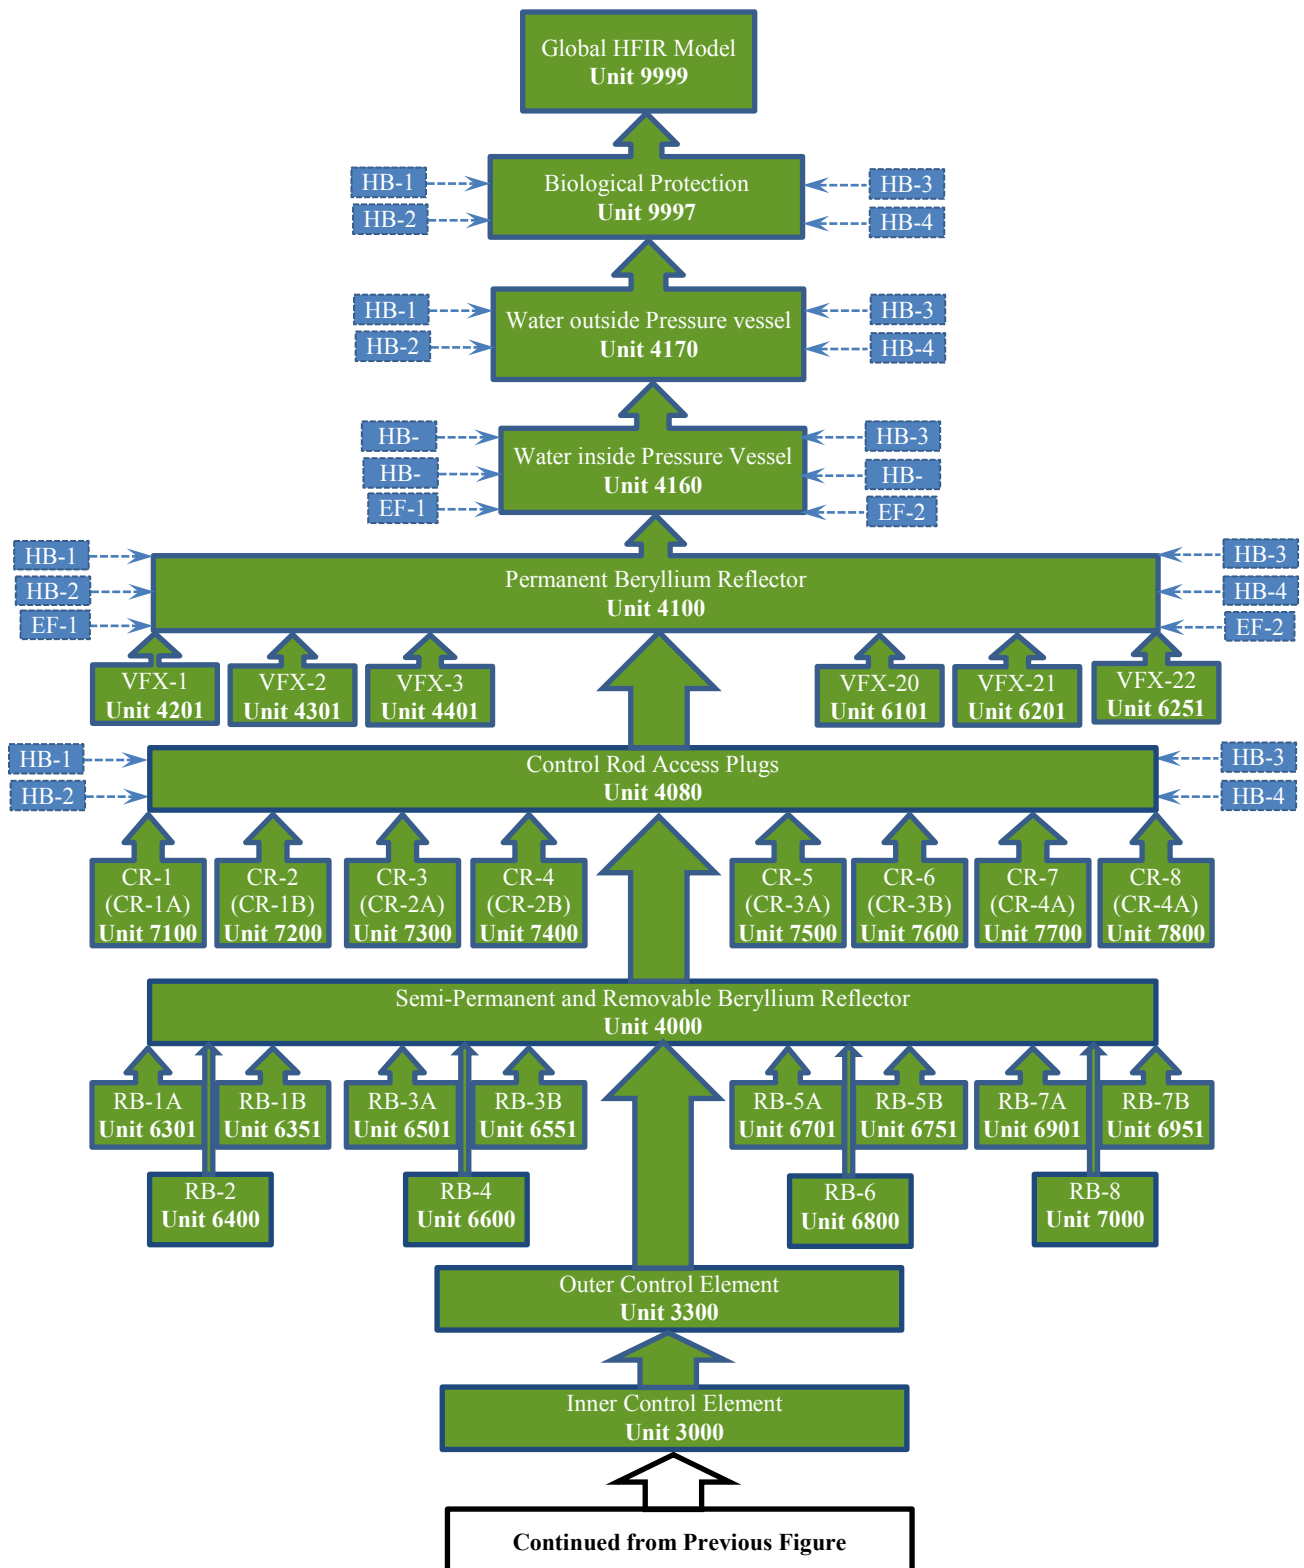 Global HFIR Model
Unit 9999
HB-1
HB-2
Biological Protection
Unit 9997
HB-3
HB-4
HB-1
HB-2
Water outside Pressure vessel
Unit 4170
HB-3
HB-4
HB-
HB-
EF-1
Water inside Pressure Vessel
Unit 4160
HB-3
HB-
EF-2
HB-1
HB-2
EF-1
Permanent Beryllium Reflector
Unit 4100
HB-3
HB-4
EF-2
VFX-1
Unit 4201
VFX-2
Unit 4301
VFX-3
Unit 4401
VFX-20
Unit 6101
VFX-21
Unit 6201
VFX-22
Unit 6251
HB-1
HB-2
Control Rod Access Plugs
Unit 4080
HB-3
HB-4
CR-1
(CR-1A)
Unit 7100
CR-2
(CR-1B)
Unit 7200
CR-3
(CR-2A)
Unit 7300
CR-4
(CR-2B)
Unit 7400
CR-5
(CR-3A)
Unit 7500
CR-6
(CR-3B)
Unit 7600
CR-7
(CR-4A)
Unit 7700
CR-8
(CR-4A)
Unit 7800
Semi-Permanent and Removable Beryllium Reflector
Unit 4000
RB-1A
Unit 6301
RB-1B
Unit 6351
RB-3A
Unit 6501
RB-3B
Unit 6551
RB-5A
Unit 6701
RB-5B
Unit 6751
RB-7A
Unit 6901
RB-7B
Unit 6951
RB-2
Unit 6400
RB-4
Unit 6600
RB-6
Unit 6800
RB-8
Unit 7000
Outer Control Element
Unit 3300
Inner Control Element
Unit 3000
Continued from Previous Figure